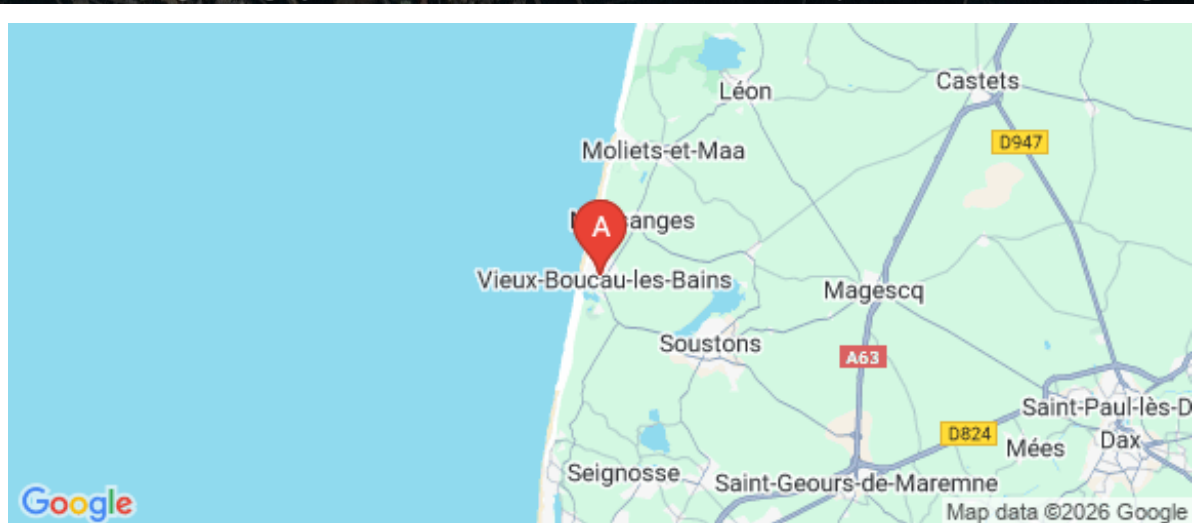 Léon
Castets
D947
Moliets-et-Maa
sanges
A
Vieux-Boucau-les-Bains
Magescq
Soustons
A63
Saint-Paul-lès-D
D824
Mées
Dax
Seignosse
Saint-Geours-de-Maremne
Google
Map data ©2026 Google